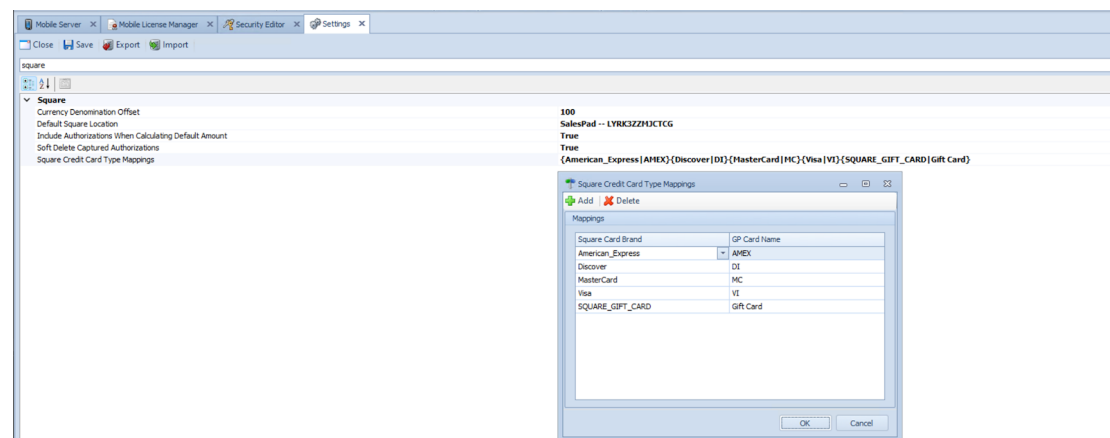 Mobile Server Mobile License Manager Security Editor Settings
Close Save Export Import
square
Square
Currency Denomination Offset 100
Default Square Location SalesPad -- LYRK3ZZMJCTCG
Include Authorizations When Calculating Default Amount True
Soft Delete Captured Authorizations True
Square Credit Card Type Mappings {American_Express|AMEX}{Discover|DI}{MasterCard|MC}{Visa|VI}{SQUARE_GIFT_CARD|Gift Card}
Square Credit Card Type Mappings
Add Delete
Mappings
Square Card Brand GP Card Name
American_Express AMEX
Discover DI
MasterCard MC
Visa VI
SQUARE_GIFT_CARD Gift Card
OK Cancel